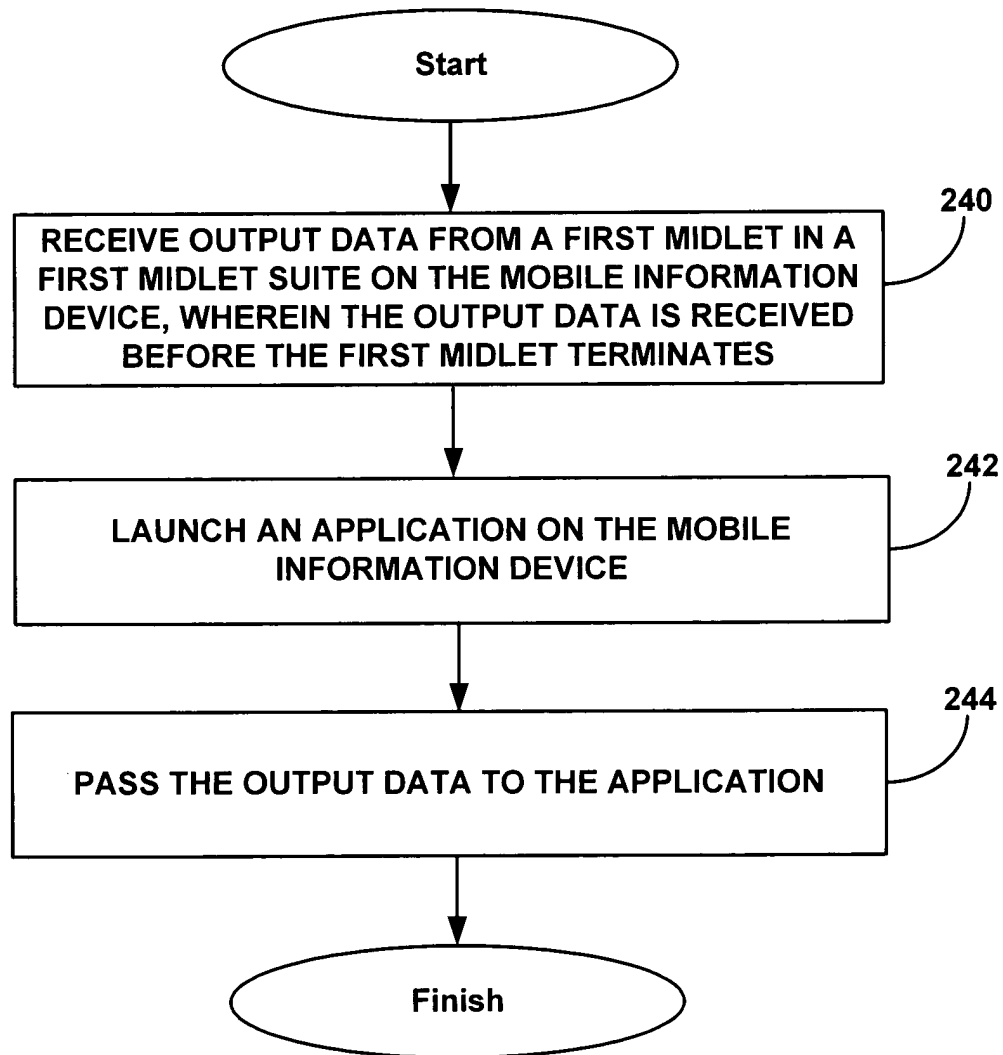 Start
240
RECEIVE OUTPUT DATA FROM A FIRST MIDLET IN A
FIRST MIDLET SUITE ON THE MOBILE INFORMATION
DEVICE, WHEREIN THE OUTPUT DATA IS RECEIVED
BEFORE THE FIRST MIDLET TERMINATES
242
LAUNCH AN APPLICATION ON THE MOBILE
INFORMATION DEVICE
244
PASS THE OUTPUT DATA TO THE APPLICATION
Finish